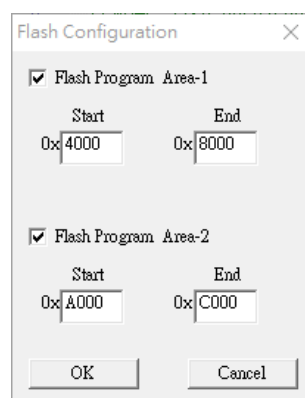 Flash Configuration
Flash Program Area-1
Start End
0x 4000 0x 8000
Flash Program Area-2
Start End
0x A000 0x C000
OK Cancel